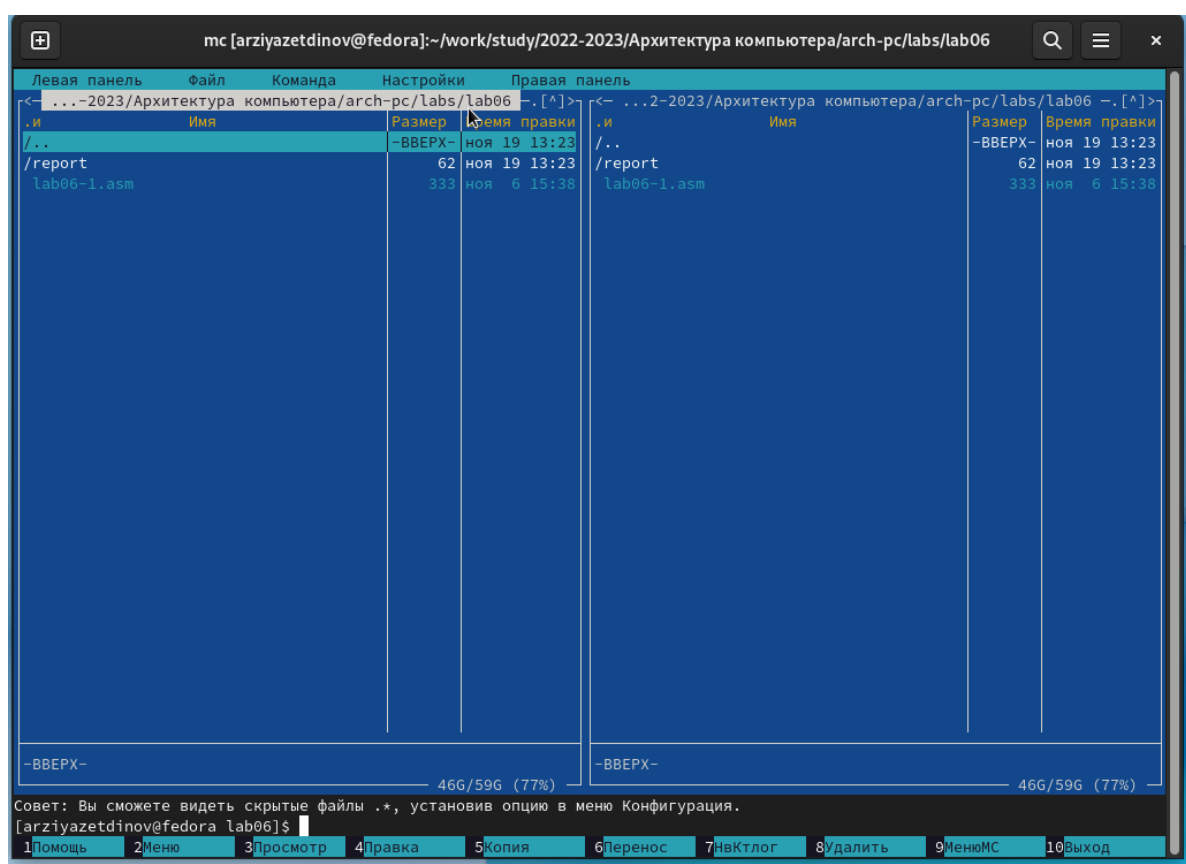 mc [arziyazetdinov@fedora]:~/work/study/2022-2023/Архитектура компьютера/arch-pc/labs/lab06
Левая панель Файл Команда Настройки Правая панель
<— ...-2023/Архитектура компьютера/arch-pc/labs/lab06 —.[^]> <— ...2-2023/Архитектура компьютера/arch-pc/labs/lab06 —.[^]>
.и Имя Размер Время правки .и Имя Размер Время правки
/.. -ВВЕРХ- ноя 19 13:23 /.. -ВВЕРХ- ноя 19 13:23
/report 62 ноя 19 13:23 /report 62 ноя 19 13:23
lab06-1.asm 333 ноя 6 15:38 lab06-1.asm 333 ноя 6 15:38
-ВВЕРХ- -ВВЕРХ-
46G/59G (77%) 46G/59G (77%)
Совет: Вы сможете видеть скрытые файлы .*, установив опцию в меню Конфигурация.
[arziyazetdinov@fedora lab06]$
1Помощь 2Меню 3Просмотр 4Правка 5Копия 6Перенос 7НвКтлог 8Удалить 9МенюMC 10Выход